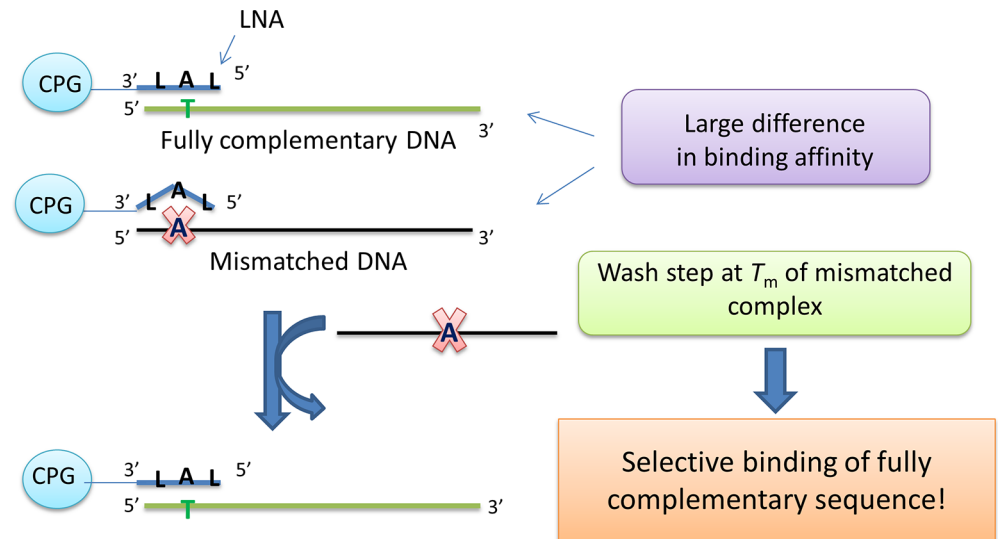 LNA
CPG
3’ L A L 5’
5’ T 3’
Fully complementary DNA
Large difference
in binding affinity
CPG
3’ L A L 5’
5’ A 3’
Mismatched DNA
Wash step at Tm of mismatched
complex
A
Selective binding of fully
complementary sequence!
CPG
3’ L A L 5’
5’ T 3’